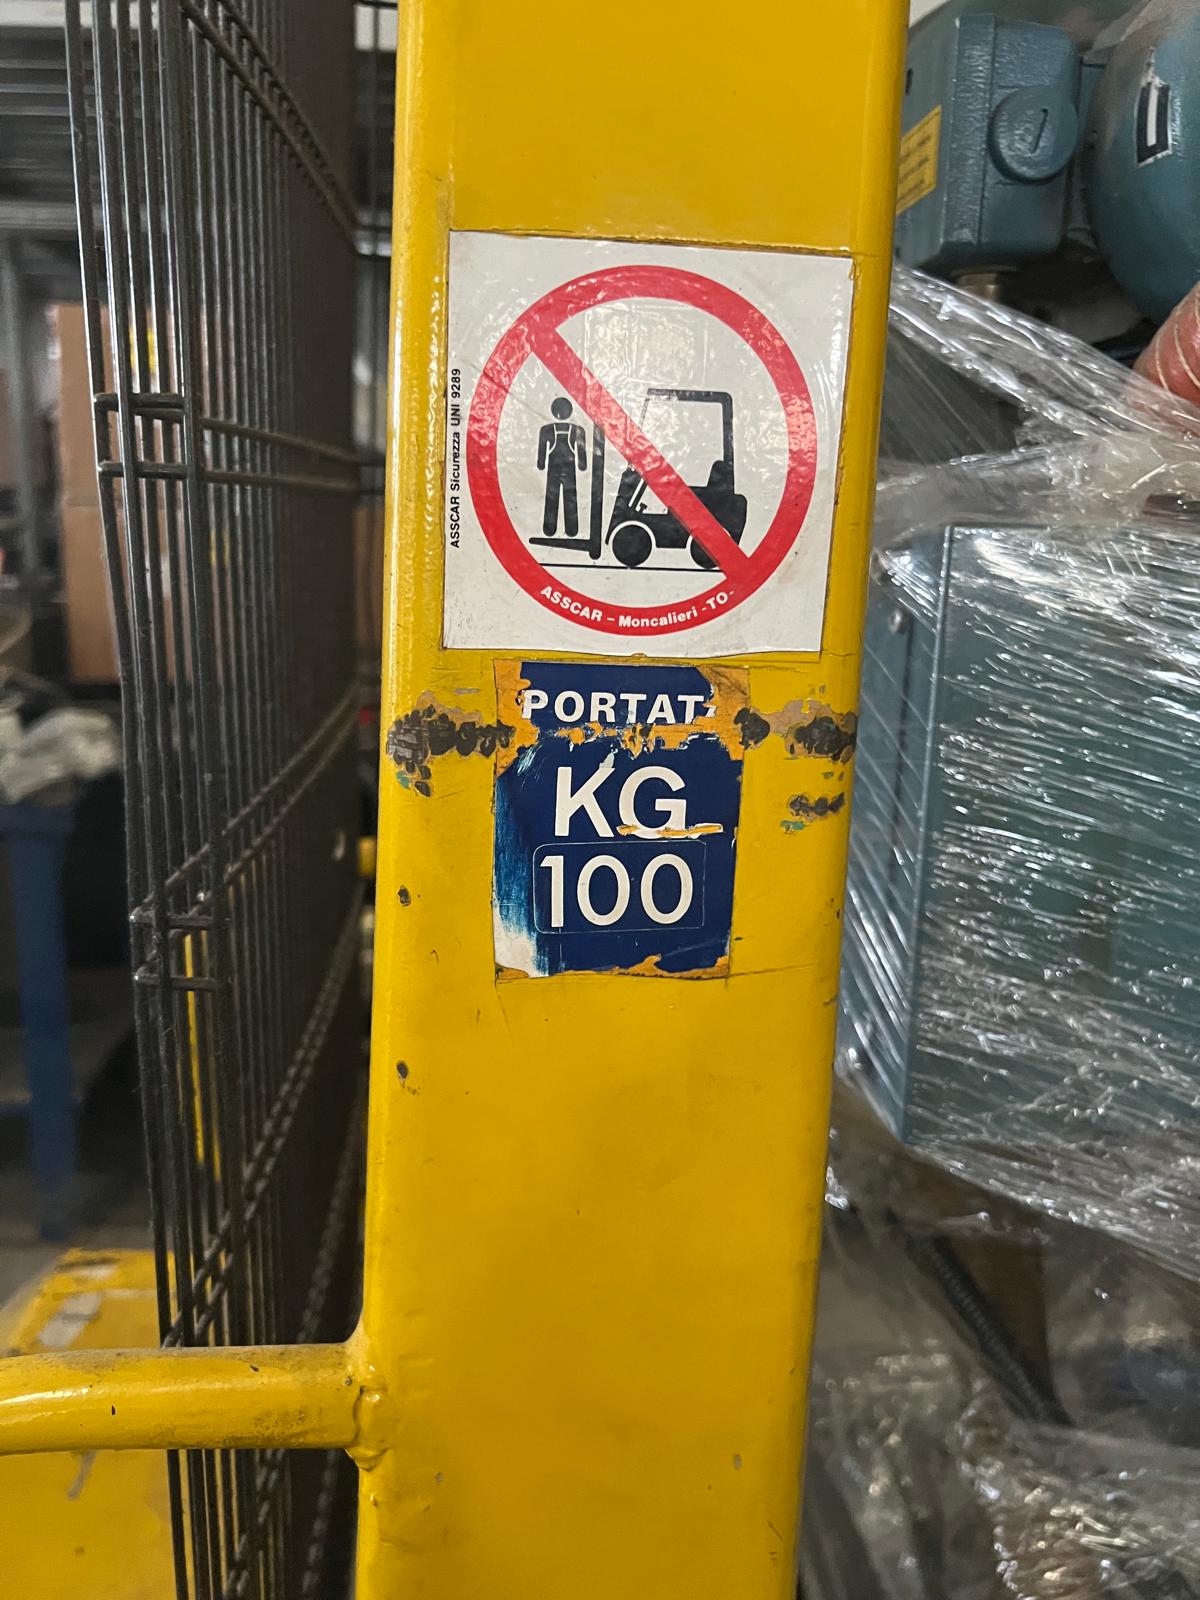 ASSCAR Sicurezza UNI 9289
ASSCAR - Moncalieri -TO-
PORTAT
KG
100